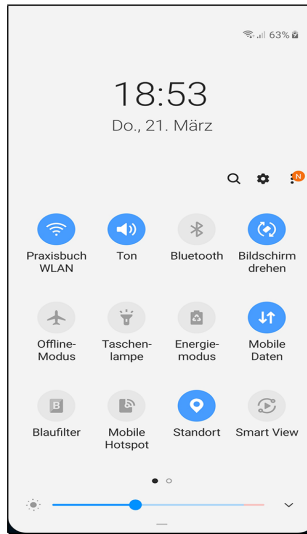 63%
18:53
Do., 21. März
N
Praxisbuch
WLAN
Ton
Bluetooth
Bildschirm
drehen
Offline-
Modus
Taschen-
lampe
Energie-
modus
Mobile
Daten
B
Blaufilter
Mobile
Hotspot
Standort
Smart View